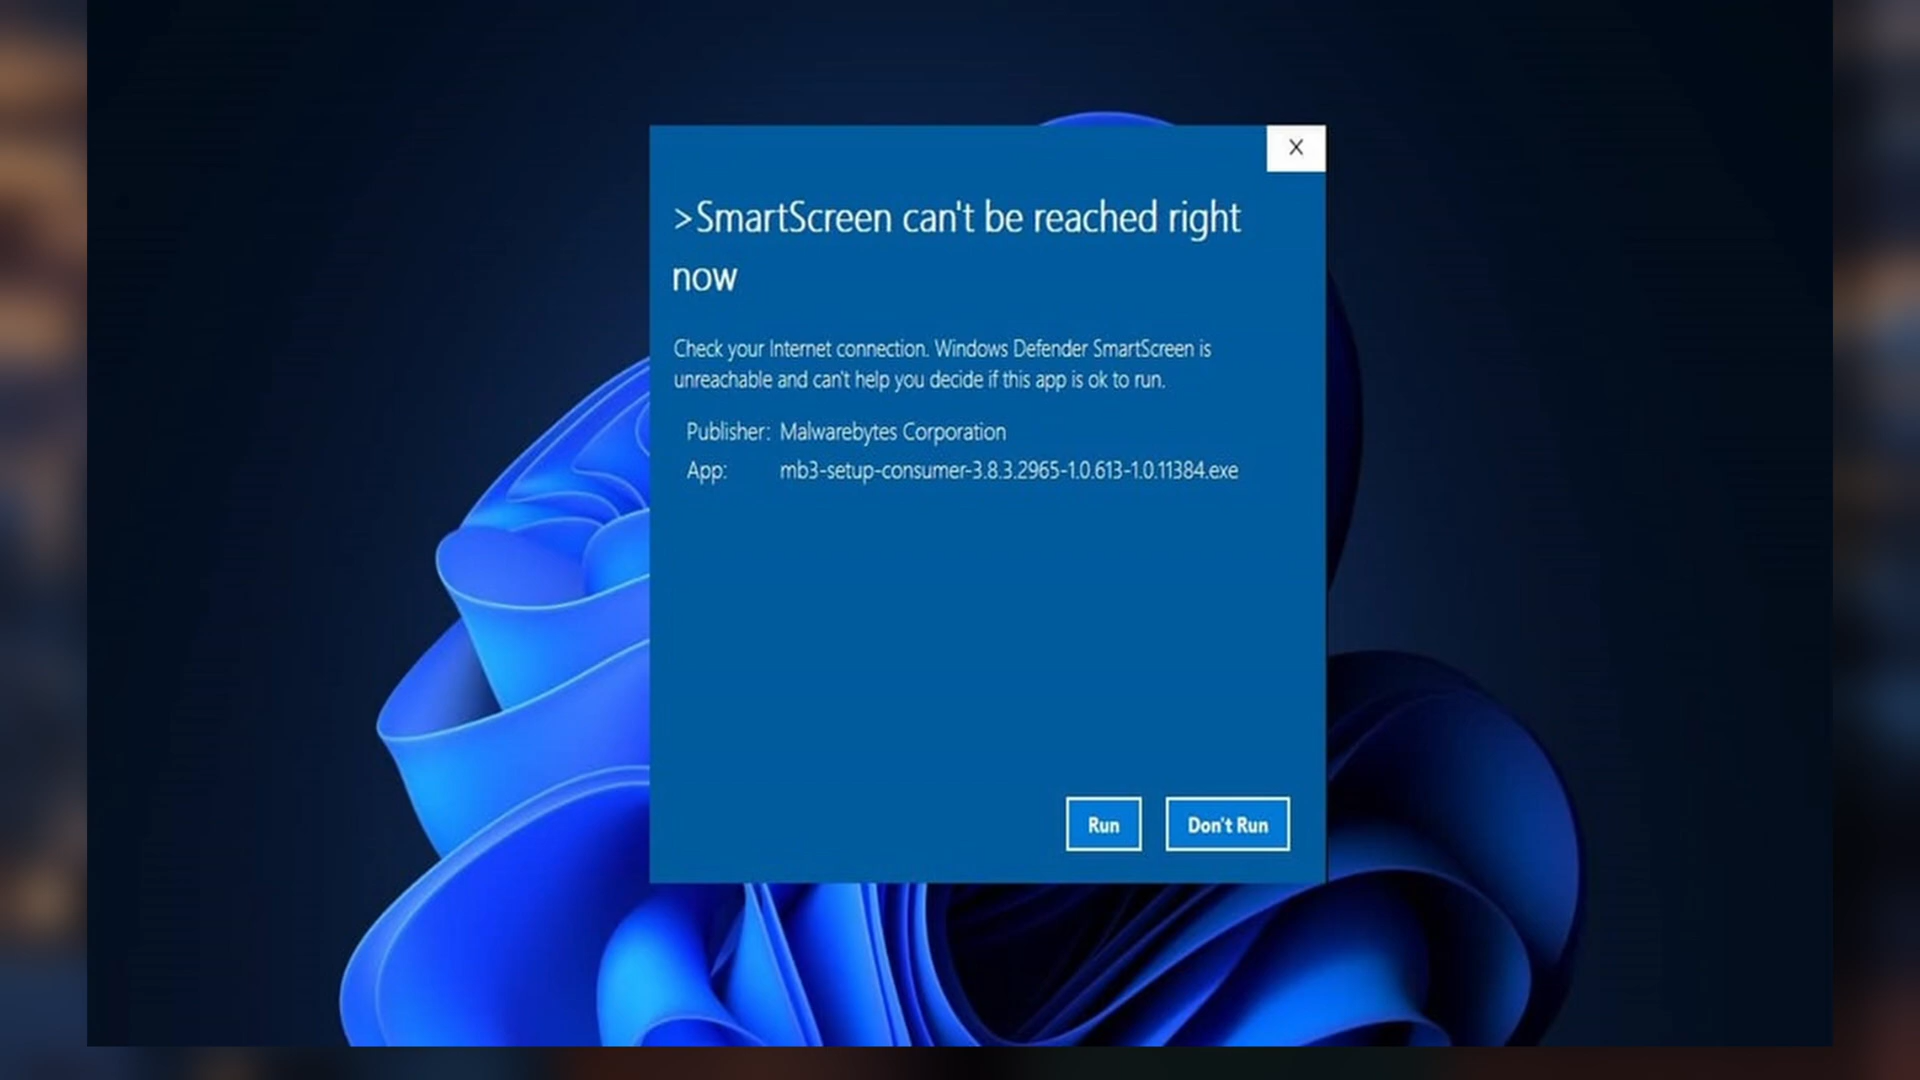 X
>SmartScreen can't be reached right
now
Check your Internet connection. Windows Defender SmartScreen is
unreachable and can't help you decide if this app is ok to run.
Publisher: Malwarebytes Corporation
App: mb3-setup-consumer-3.8.3.2965-1.0.613-1.0.11384.exe
Run Don't Run